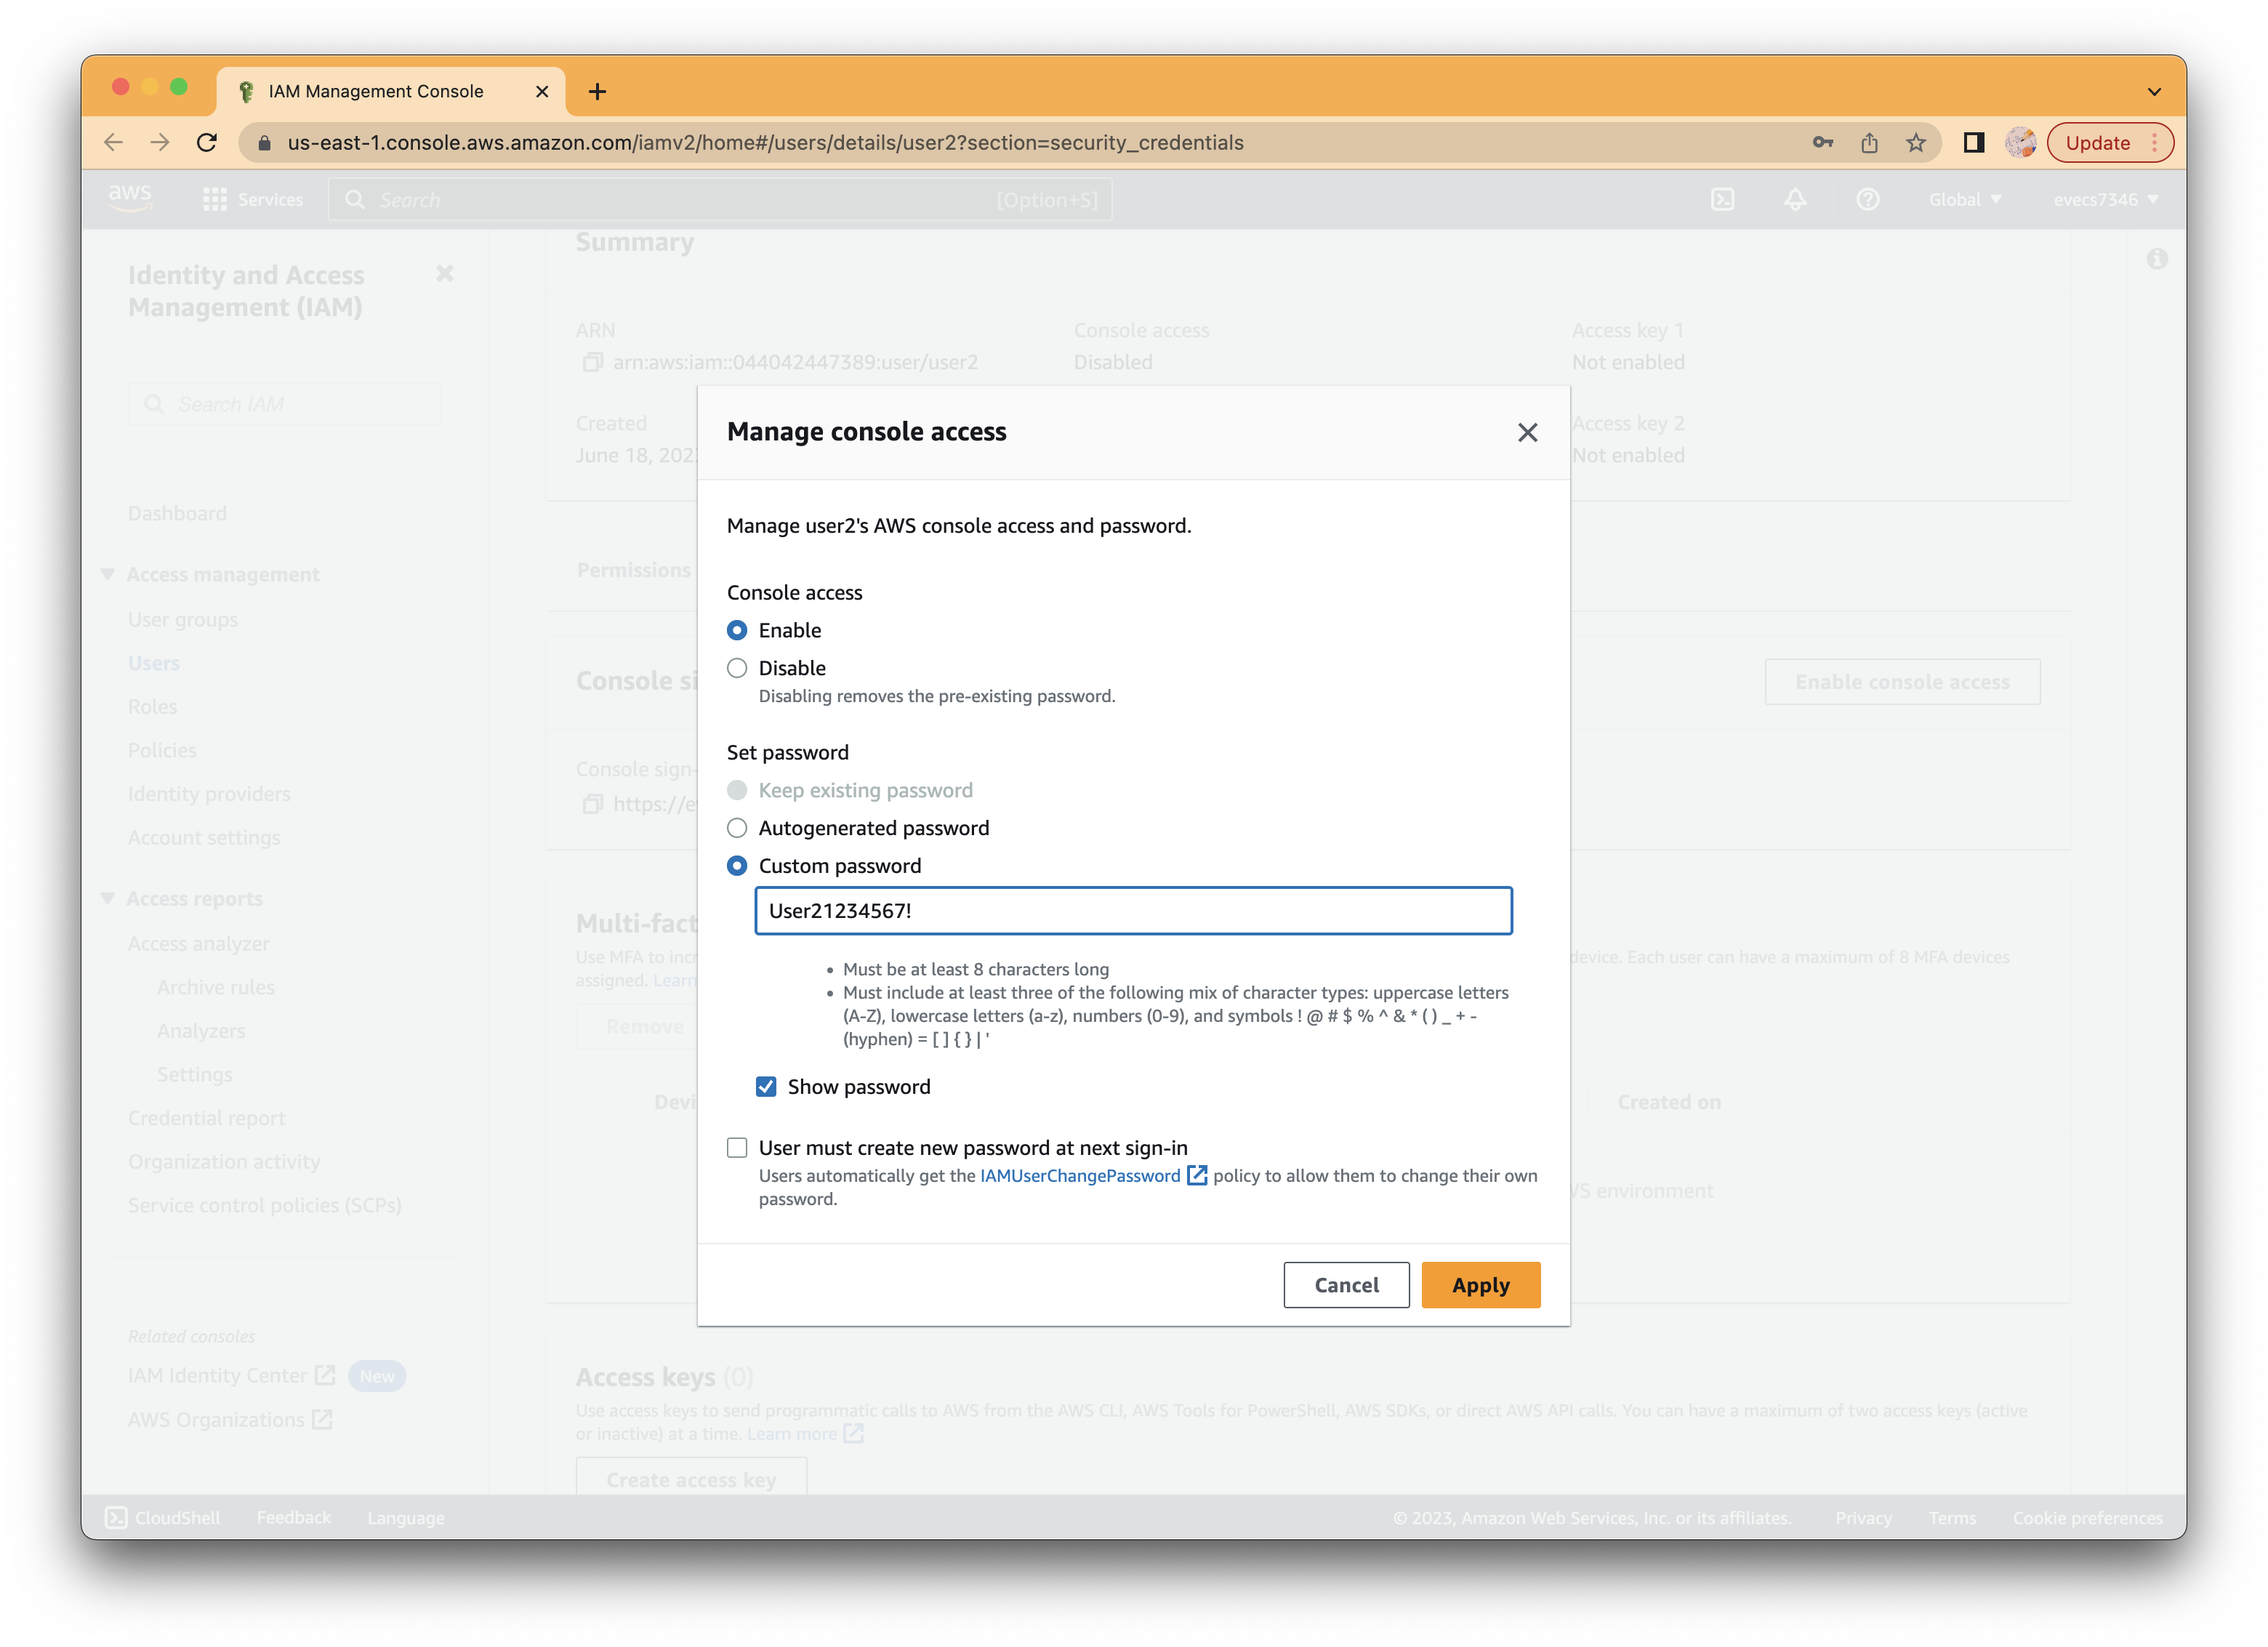 IAM Management Console
us-east-1.console.aws.amazon.com/iamv2/home#/users/details/user2?section=security_credentials
Update
aws
Services
Search
[Option+S]
Global
evecs7346
Identity and Access
Management (IAM)
Search IAM
Dashboard
Access management
User groups
Users
Roles
Policies
Identity providers
Account settings
Access reports
Access analyzer
Archive rules
Analyzers
Settings
Credential report
Organization activity
Service control policies (SCPs)
Related consoles
IAM Identity Center
New
AWS Organizations
Summary
ARN
arn:aws:iam::044042447389:user/user2
Console access
Disabled
Access key 1
Not enabled
Created
June 18, 202
Access key 2
Not enabled
Permissions
Console si
Enable console access
Console sign-
https://e
Multi-fact
Use MFA to incr
device. Each user can have a maximum of 8 MFA devices
assigned. Learn
Remove
Devi
Created on
WS environment
Manage console access
Manage user2's AWS console access and password.
Console access
Enable
Disable
Disabling removes the pre-existing password.
Set password
Keep existing password
Autogenerated password
Custom password
User21234567!
• Must be at least 8 characters long
• Must include at least three of the following mix of character types: uppercase letters
(A-Z), lowercase letters (a-z), numbers (0-9), and symbols ! @ # $ % ^ & * ( ) _ + -
(hyphen) = [ ] { } | '
Show password
User must create new password at next sign-in
Users automatically get the IAMUserChangePassword policy to allow them to change their own
password.
Cancel
Apply
Access keys (0)
Use access keys to send programmatic calls to AWS from the AWS CLI, AWS Tools for PowerShell, AWS SDKs, or direct AWS API calls. You can have a maximum of two access keys (active
or inactive) at a time. Learn more
Create access key
CloudShell
Feedback
Language
© 2023, Amazon Web Services, Inc. or its affiliates.
Privacy
Terms
Cookie preferences